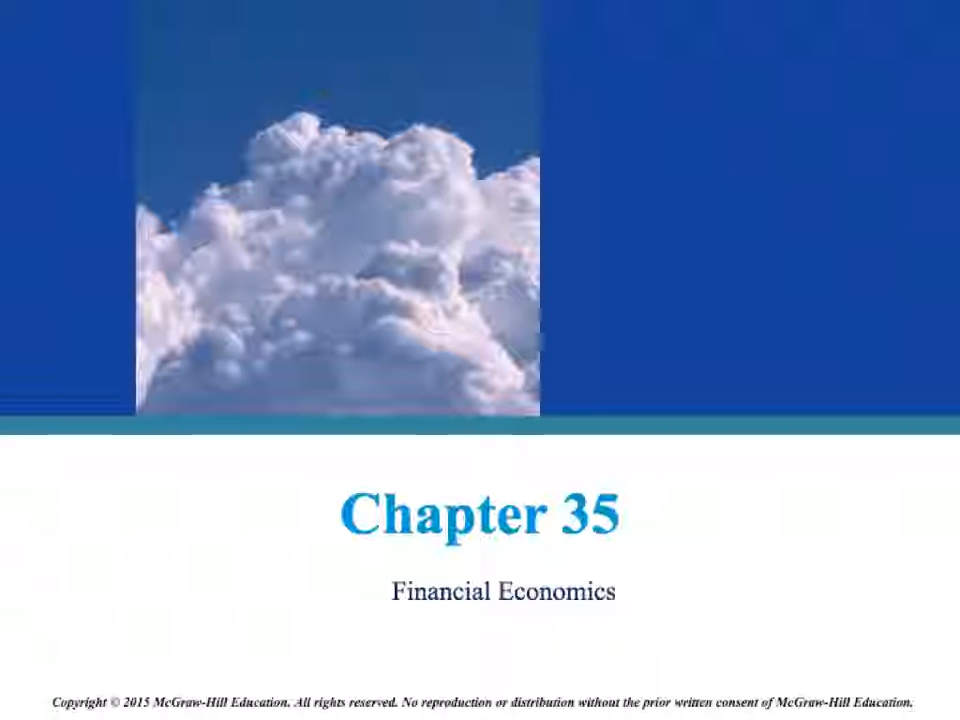 Chapter 35
Financial Economics
Copyright © 2015 McGraw-Hill Education. All rights reserved. No reproduction or distribution without the prior written consent of McGraw-Hill Education.